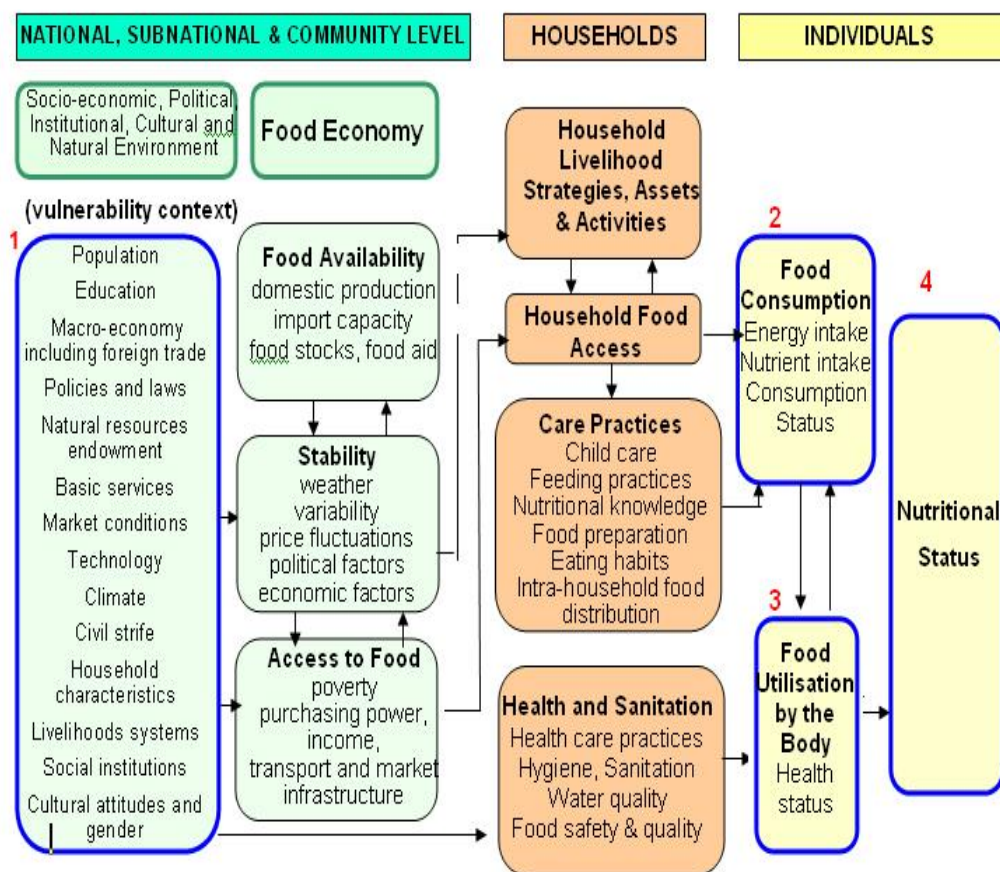 NATIONAL, SUBNATIONAL & COMMUNITY LEVEL
HOUSEHOLDS
INDIVIDUALS
Socio-economic, Political,
Institutional, Cultural and
Natural Environment
Food Economy
(vulnerability context)
1
Population
Education
Macro-economy
including foreign trade
Policies and laws
Natural resources
endowment
Basic services
Market conditions
Technology
Climate
Civil strife
Household
characteristics
Livelihoods systems
Social institutions
Cultural attitudes and
gender
Food Availability
domestic production
import capacity
food stocks, food aid
Stability
weather
variability
price fluctuations
political factors
economic factors
Access to Food
poverty
purchasing power,
income,
transport and market
infrastructure
Household
Livelihood
Strategies, Assets
& Activities
Household Food
Access
Care Practices
Child care
Feeding practices
Nutritional knowledge
Food preparation
Eating habits
Intra-household food
distribution
Health and Sanitation
Health care practices
Hygiene, Sanitation
Water quality
Food safety & quality
2
Food
Consumption
Energy intake
Nutrient intake
Consumption
Status
3
Food
Utilisation
by the
Body
Health
status
4
Nutritional
Status